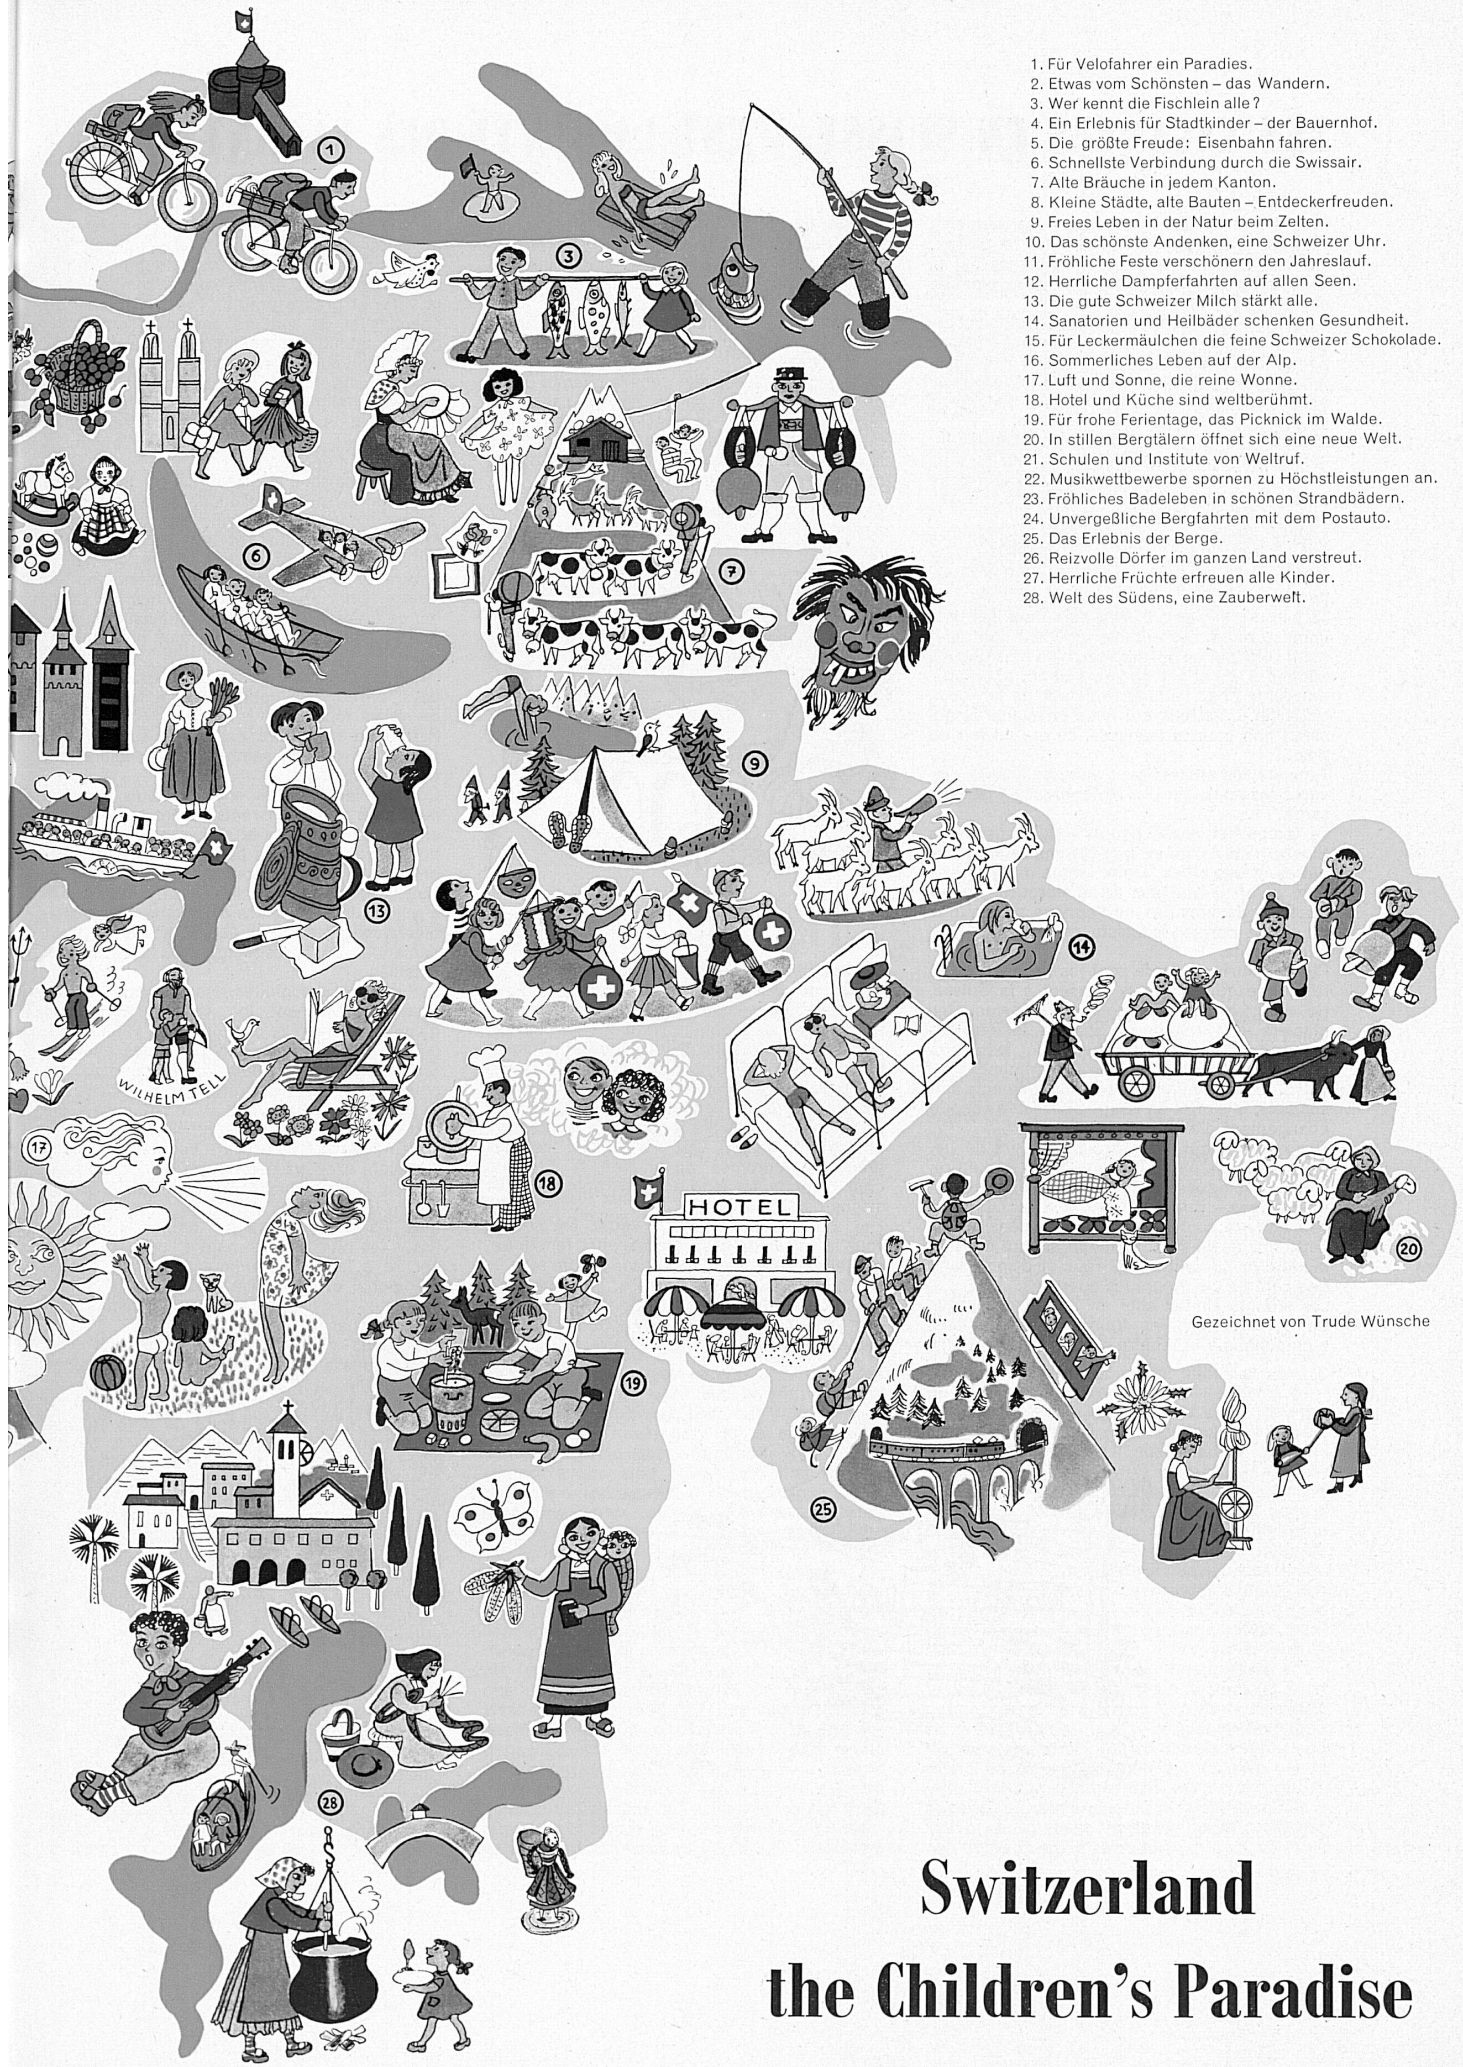 1. Für Velofahrer ein Paradies.
2. Etwas vom Schönsten – das Wandern.
3. Wer kennt die Fischlein alle?
4. Ein Erlebnis für Stadtkinder – der Bauernhof.
5. Die größte Freude: Eisenbahn fahren.
6. Schnellste Verbindung durch die Swissair.
7. Alte Bräuche in jedem Kanton.
8. Kleine Städte, alte Bauten – Entdeckerfreuden.
9. Freies Leben in der Natur beim Zelten.
10. Das schönste Andenken, eine Schweizer Uhr.
11. Fröhliche Feste verschönern den Jahreslauf.
12. Herrliche Dampferfahrten auf allen Seen.
13. Die gute Schweizer Milch stärkt alle.
14. Sanatorien und Heilbäder schenken Gesundheit.
15. Für Leckermäulchen die feine Schweizer Schokolade.
16. Sommerliches Leben auf der Alp.
17. Luft und Sonne, die reine Wonne.
18. Hotel und Küche sind weltberühmt.
19. Für frohe Ferientage, das Picknick im Walde.
20. In stillen Bergtälern öffnet sich eine neue Welt.
21. Schulen und Institute von Weltruf.
22. Musikwettbewerbe spornen zu Höchstleistungen an.
23. Fröhliches Badeleben in schönen Strandbädern.
24. Unvergeßliche Bergfahrten mit dem Postauto.
25. Das Erlebnis der Berge.
26. Reizvolle Dörfer im ganzen Land verstreut.
27. Herrliche Früchte erfreuen alle Kinder.
28. Welt des Südens, eine Zauberwelt.
1
3
6
7
9
13
14
WILHELM TELL
17
18
HOTEL
20
Gezeichnet von Trude Wünsche
19
25
28
Switzerland
the Children's Paradise